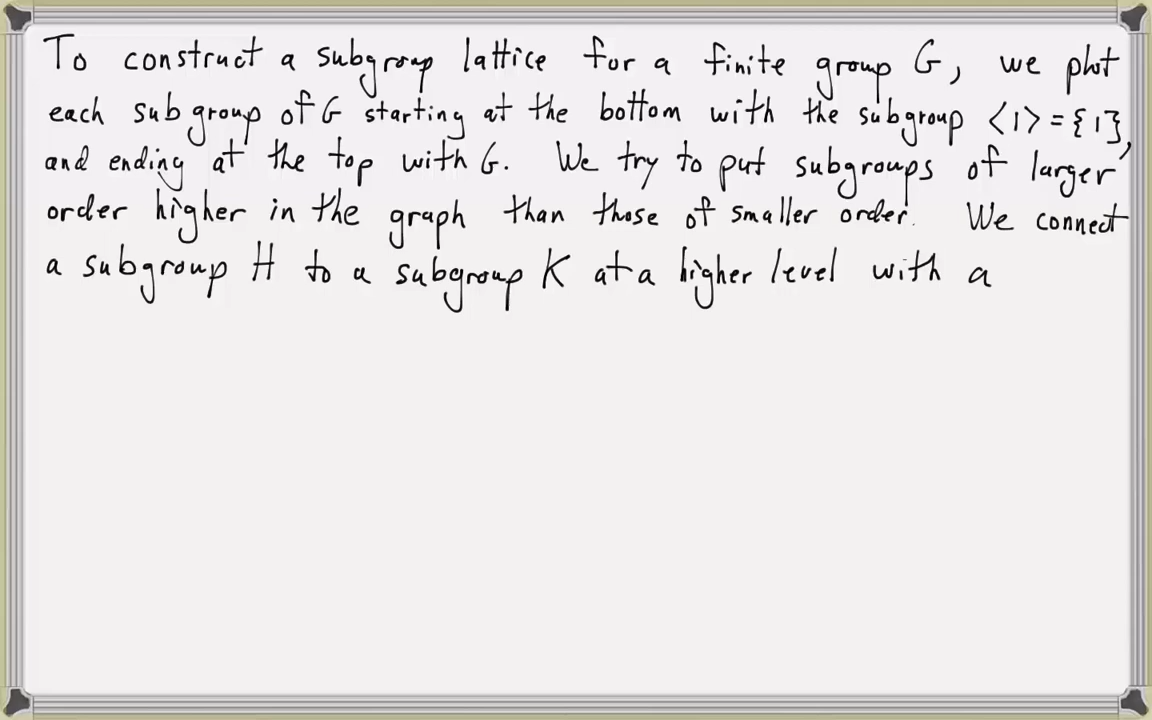 To construct a subgroup lattice for a finite group G, we plot
each subgroup of G starting at the bottom with the subgroup <1> = {1},
and ending at the top with G. We try to put subgroups of larger
order higher in the graph than those of smaller order. We connect
a subgroup H to a subgroup K at a higher level with a